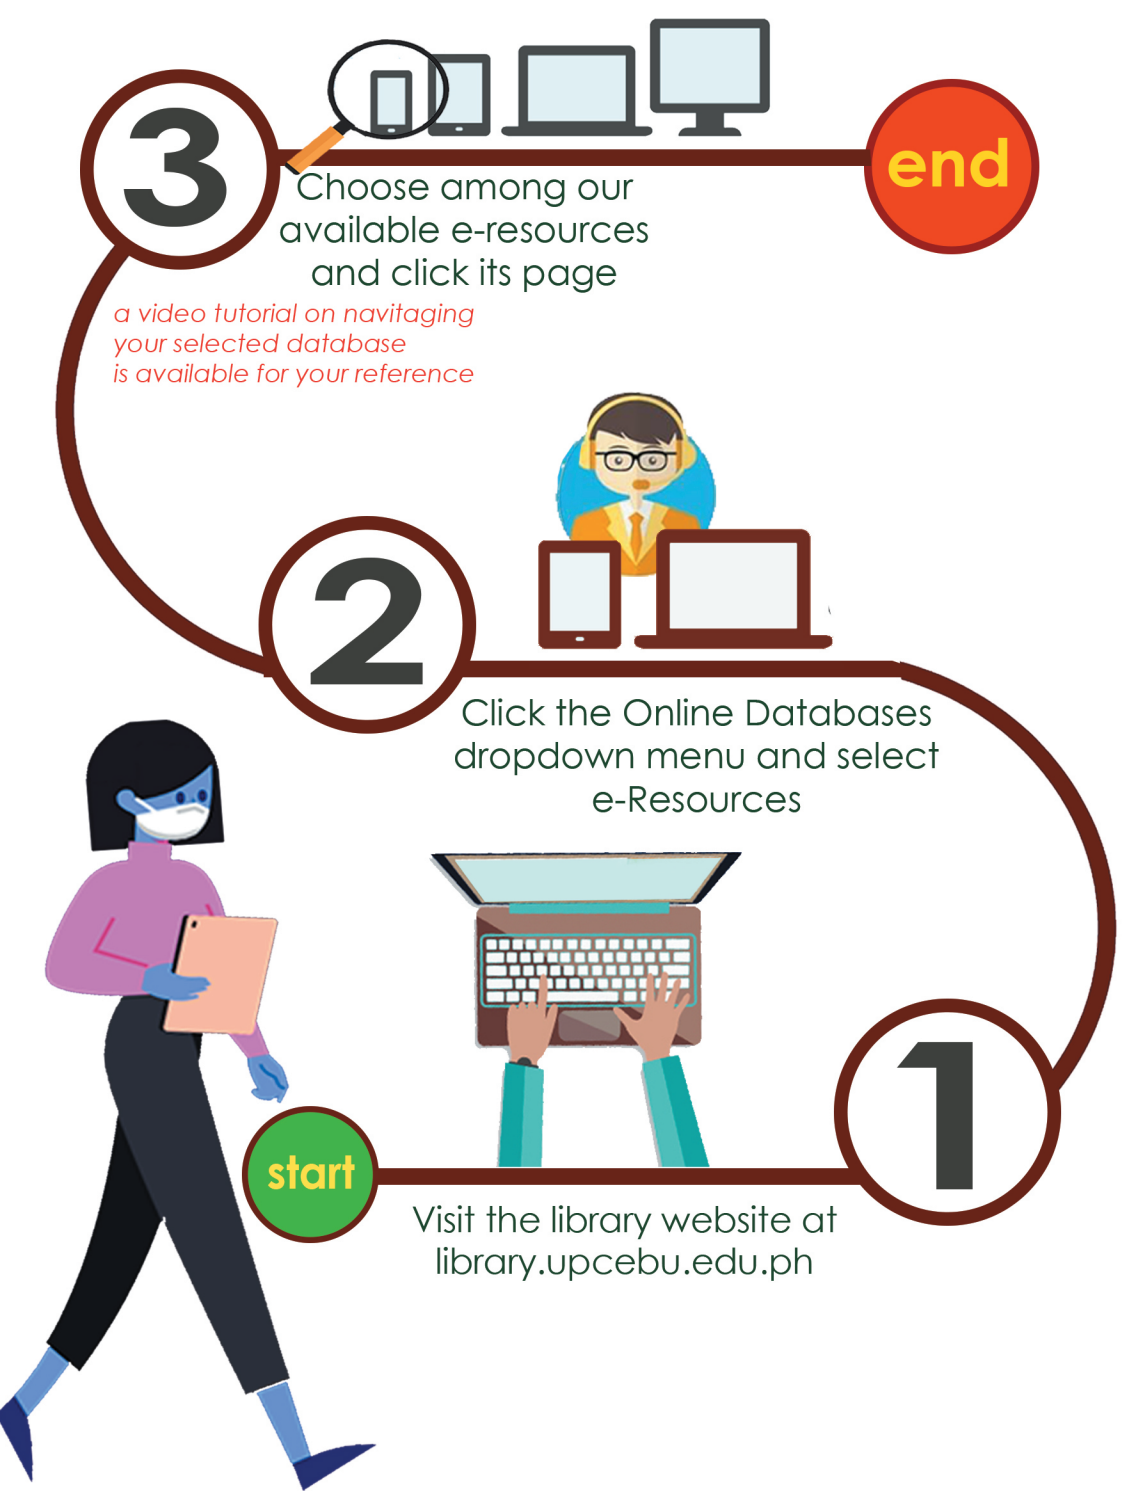 3
end
Choose among our
available e-resources
and click its page
a video tutorial on navitaging
your selected database
is available for your reference
2
Click the Online Databases
dropdown menu and select
e-Resources
1
start
Visit the library website at
library.upcebu.edu.ph